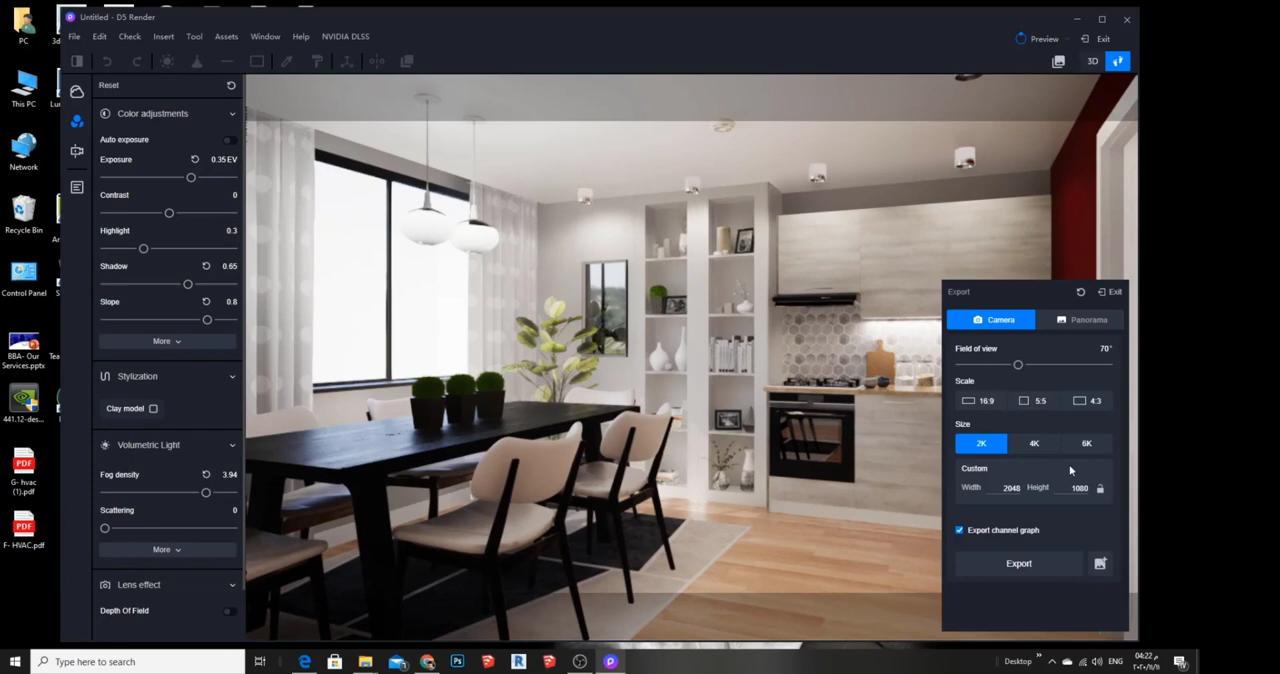 Untitled - D5 Render
File Edit Check Insert Tool Assets Window Help NVIDIA DLSS
Preview Exit
3D
PC
This PC
Network
Recycle Bin
Control Panel
BBA- Our
Services.pptx
441.12-des...
G- hvac
(1).pdf
F- HVAC.pdf
Reset
Color adjustments
Auto exposure
Exposure 0.35 EV
Contrast 0
Highlight 0.3
Shadow 0.65
Slope 0.8
More
Stylization
Clay model
Volumetric Light
Fog density 3.94
Scattering 0
More
Lens effect
Depth Of Field
Export Exit
Camera Panorama
Field of view 70°
Scale
16:9 5:5 4:3
Size
2K 4K 6K
Custom
Width 2048 Height 1080
Export channel graph
Export
Type here to search
Desktop
ENG
04:22 م